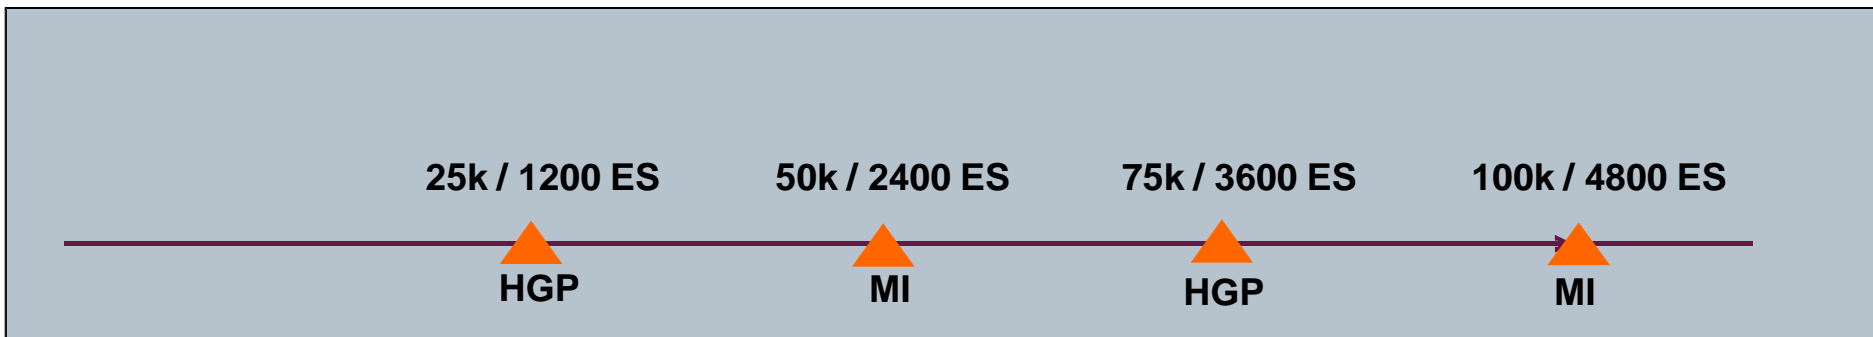 25k / 1200 ES 50k / 2400 ES 75k / 3600 ES 100k / 4800 ES
HGP MI HGP MI